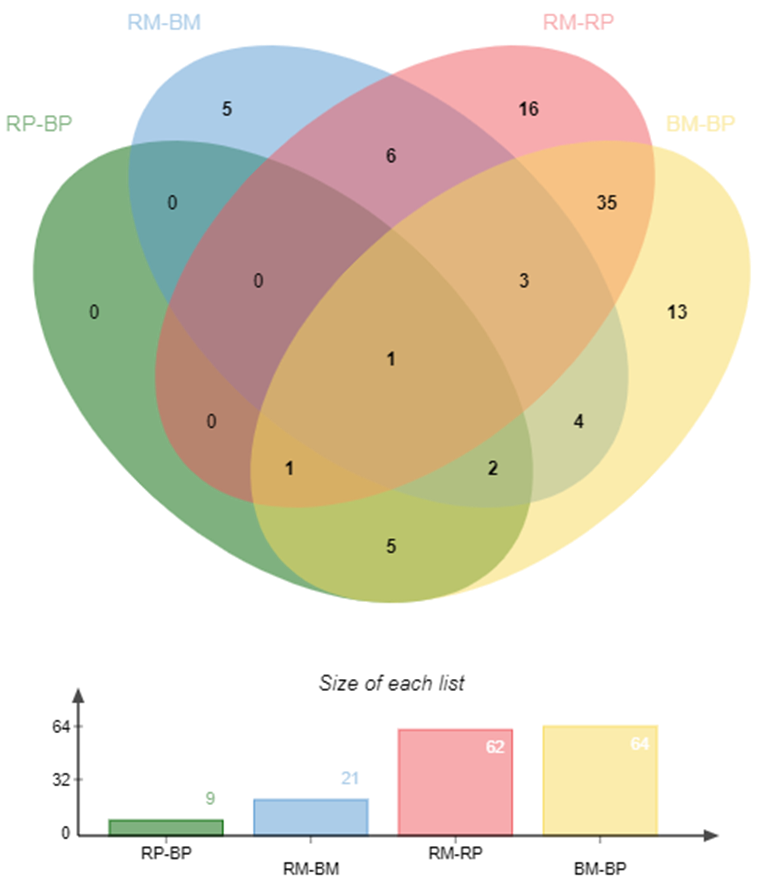 RM-BM
RM-RP
RP-BP
BM-BP
5
16
6
0
35
0
3
0
13
1
0
4
1
2
5
Size of each list
64
32
0
9
21
62
64
RP-BP
RM-BM
RM-RP
BM-BP